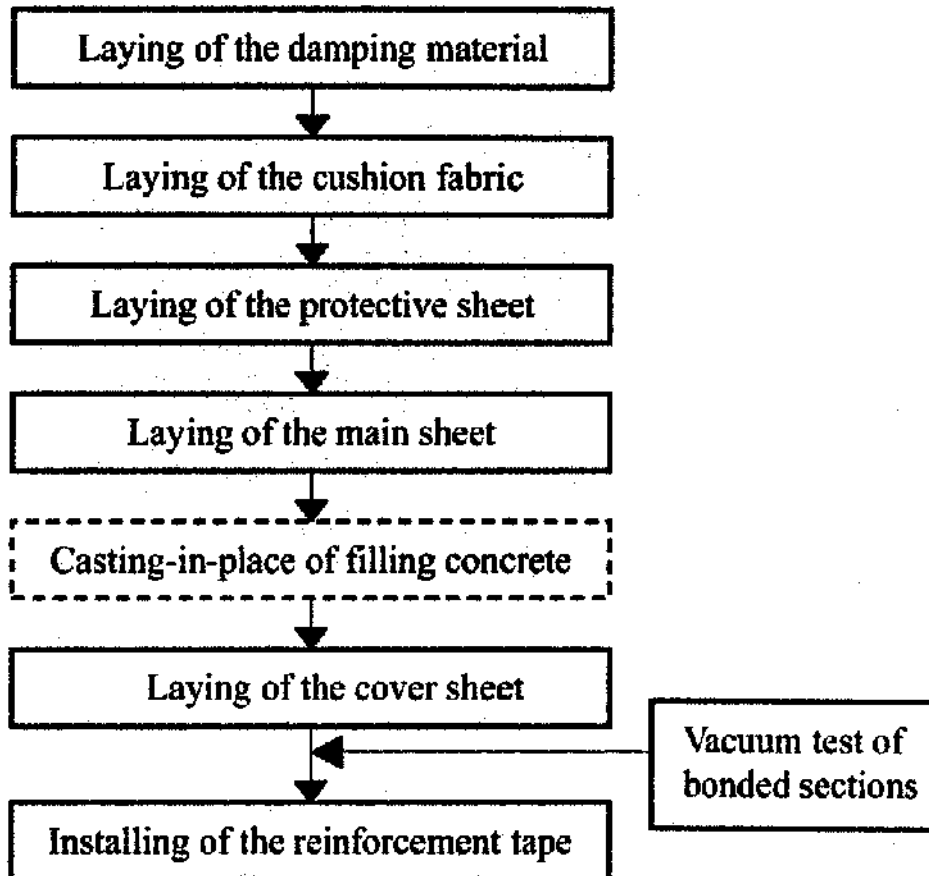 Laying of the damping material
Laying of the cushion fabric
Laying of the protective sheet
Laying of the main sheet
Casting-in-place of filling concrete
Laying of the cover sheet
Vacuum test of
bonded sections
Installing of the reinforcement tape